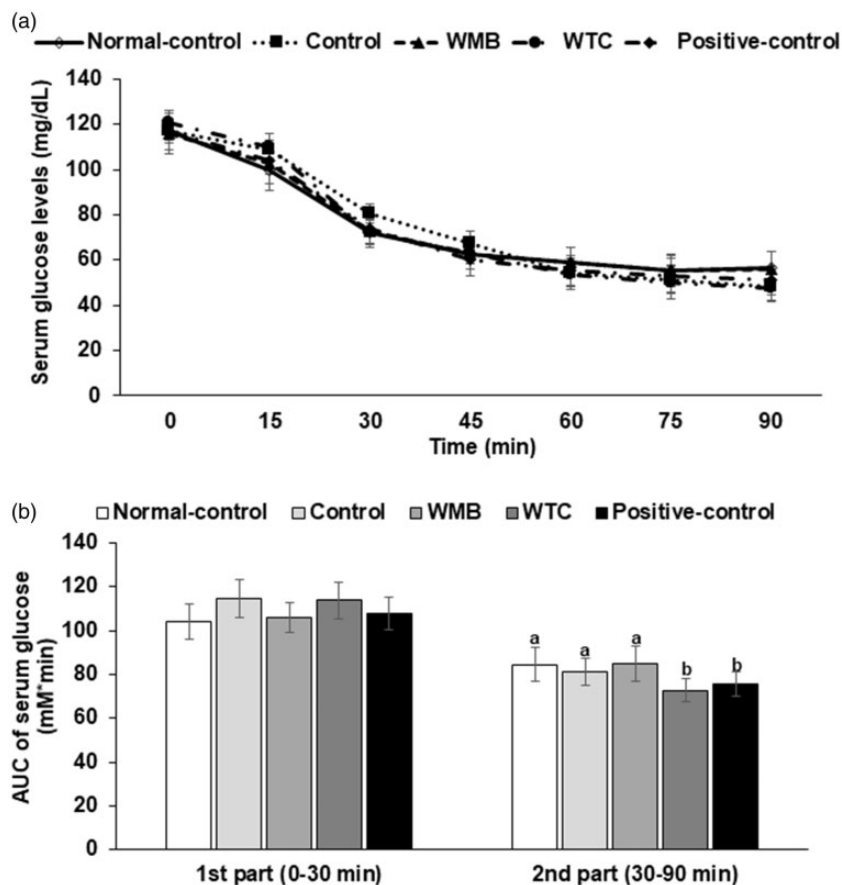 (a)
Normal-control Control WMB WTC Positive-control
140
120
100
80
60
40
20
0
Serum glucose levels (mg/dL)
0 15 30 45 60 75 90
Time (min)
(b)
Normal-control Control WMB WTC Positive-control
140
120
100
80
60
40
20
0
AUC of serum glucose
(mM*min)
a a a b b
1st part (0-30 min) 2nd part (30-90 min)